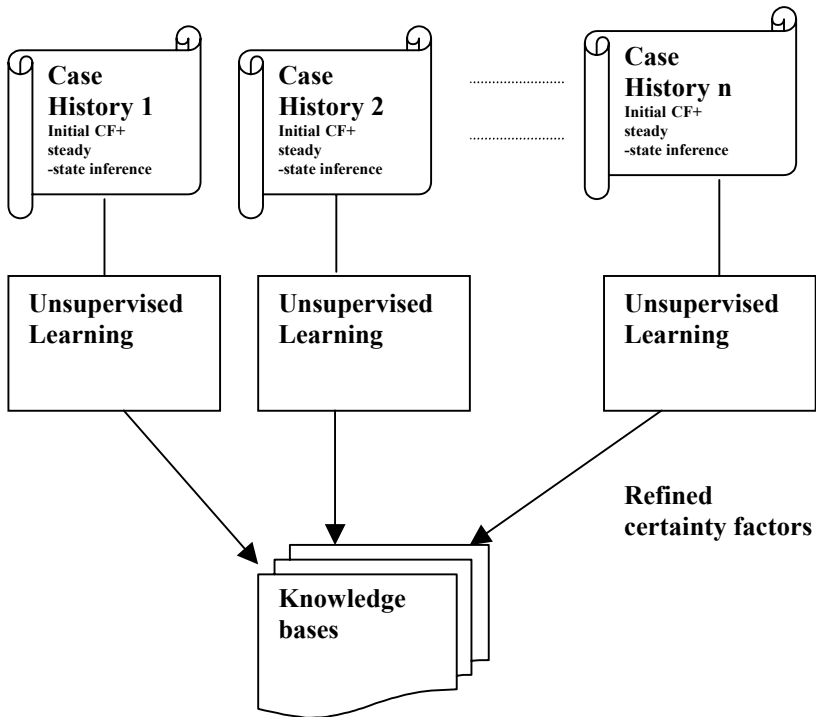 Case
History 1
Initial CF+
steady
-state inference
Case
History 2
Initial CF+
steady
-state inference
Case
History n
Initial CF+
steady
-state inference
Unsupervised
Learning
Unsupervised
Learning
Unsupervised
Learning
Refined
certainty factors
Knowledge
bases